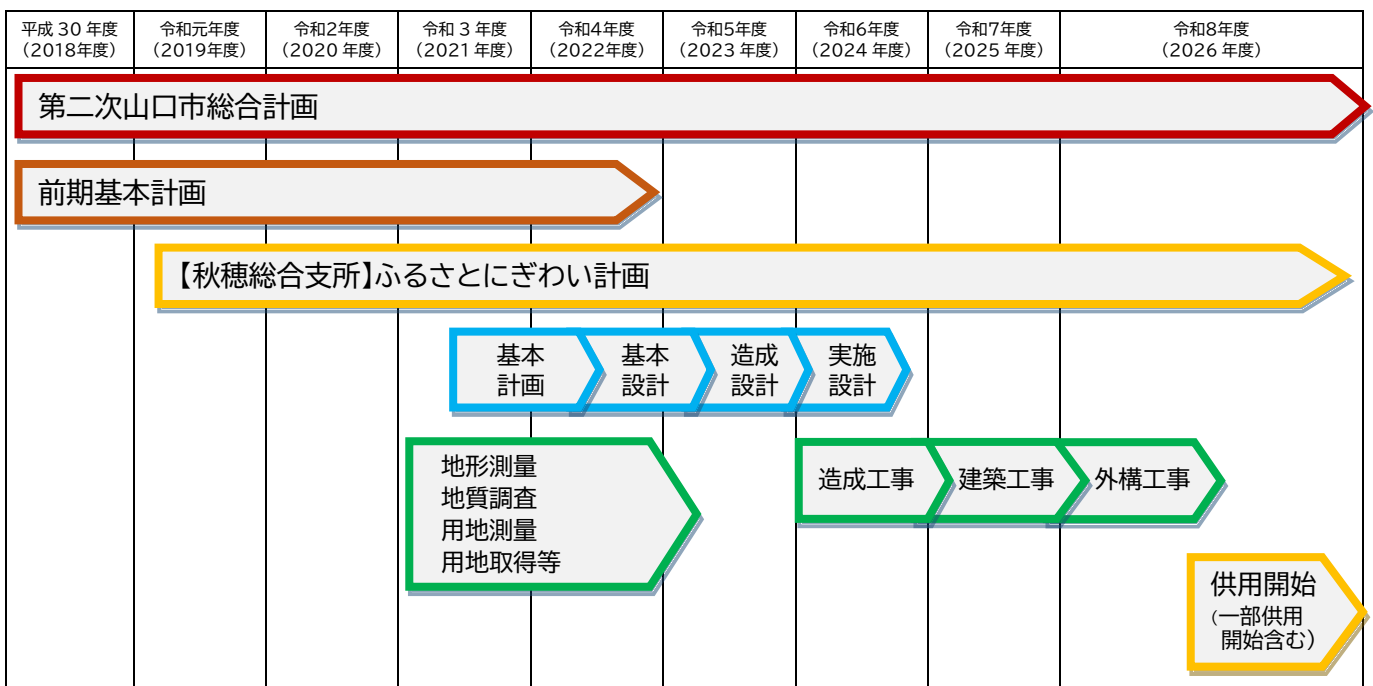 平成 30 年度
（2018年度）
令和元年度
（2019年度）
令和2年度
（2020 年度）
令和 3 年度
（2021 年度）
令和4年度
（2022年度）
令和5年度
（2023 年度）
令和6年度
（2024 年度）
令和7年度
（2025 年度）
令和8年度
（2026 年度）
第二次山口市総合計画
前期基本計画
【秋穂総合支所】ふるさとにぎわい計画
基本
計画
基本
設計
造成
設計
実施
設計
地形測量
地質調査
用地測量
用地取得等
造成工事
建築工事
外構工事
供用開始
(一部供用
開始含む）